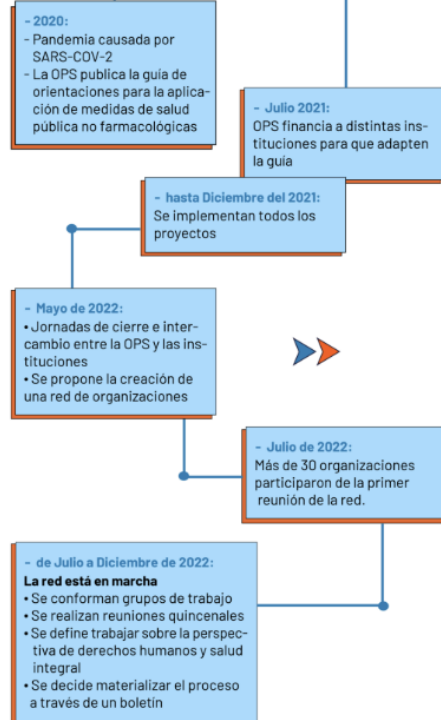 - 2020:
- Pandemia causada por
SARS-COV-2
- La OPS publica la guía de
orientaciones para la aplica-
ción de medidas de salud
pública no farmacológicas
- Julio 2021:
OPS financia a distintas ins-
tituciones para que adapten
la guía
- hasta Diciembre del 2021:
Se implementan todos los
proyectos
- Mayo de 2022:
• Jornadas de cierre e inter-
cambio entre la OPS y las ins-
tituciones
• Se propone la creación de
una red de organizaciones
- Julio de 2022:
Más de 30 organizaciones
participaron de la primer
reunión de la red.
- de Julio a Diciembre de 2022:
La red está en marcha
• Se conforman grupos de trabajo
• Se realizan reuniones quincenales
• Se define trabajar sobre la perspec-
tiva de derechos humanos y salud
integral
• Se decide materializar el proceso
a través de un boletín